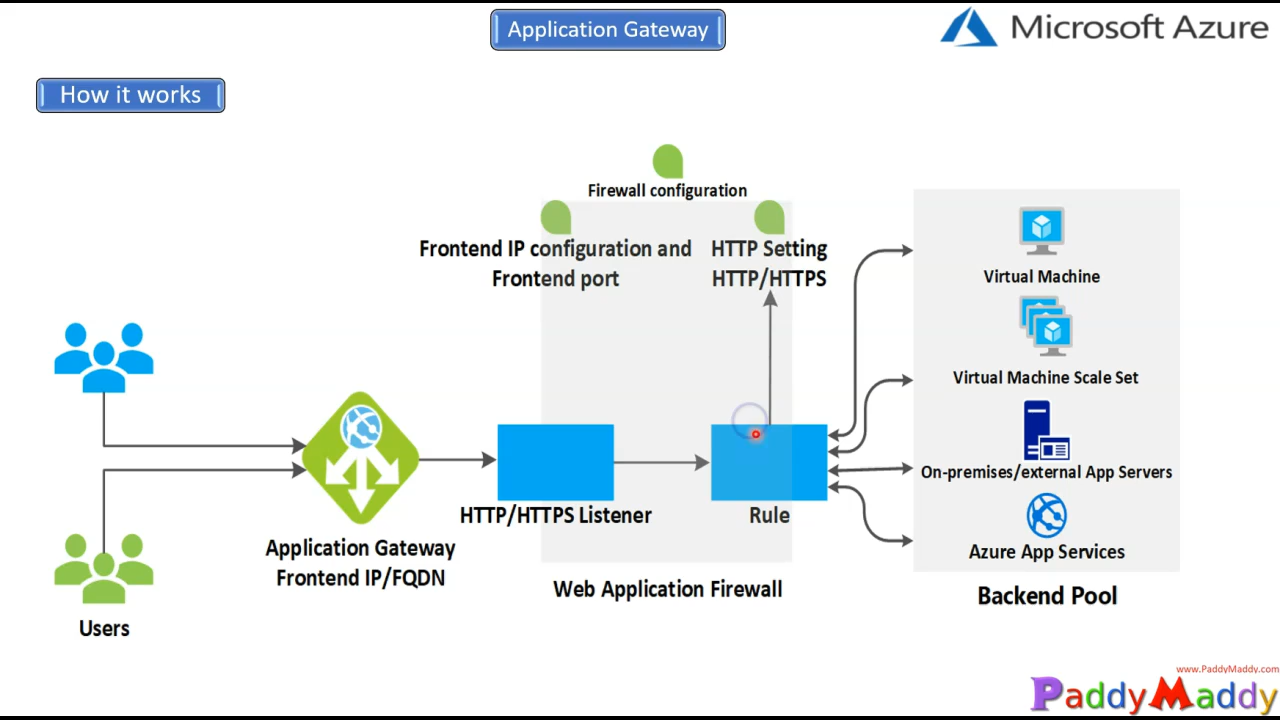 Application Gateway
Microsoft Azure
How it works
Firewall configuration
Frontend IP configuration and
Frontend port
HTTP Setting
HTTP/HTTPS
Virtual Machine
Virtual Machine Scale Set
On-premises/external App Servers
HTTP/HTTPS Listener
Rule
Application Gateway
Frontend IP/FQDN
Azure App Services
Web Application Firewall
Backend Pool
Users
www.PaddyMaddy.com
PaddyMaddy